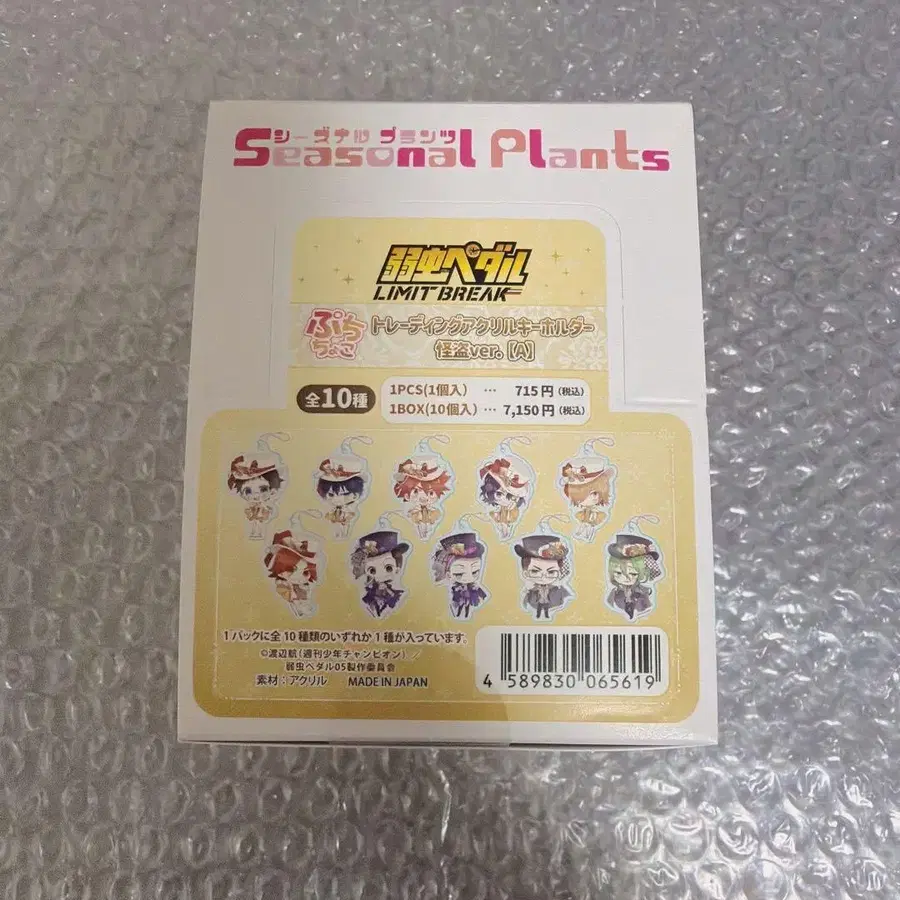 シーズナル プランツ
Seasonal Plants
弱虫ペダル
LIMIT BREAK
ぷち
ちょこ
トレーディングアクリルキーホルダー
怪盗ver.【A】
全10種
1PCS(1個入) … 715円(税込)
1BOX(10個入) … 7,150円(税込)
1パックに全10種類のいずれか1種が入っています。
©渡辺航(週刊少年チャンピオン)/
弱虫ペダル05製作委員会
素材:アクリル MADE IN JAPAN
4 589830 065619